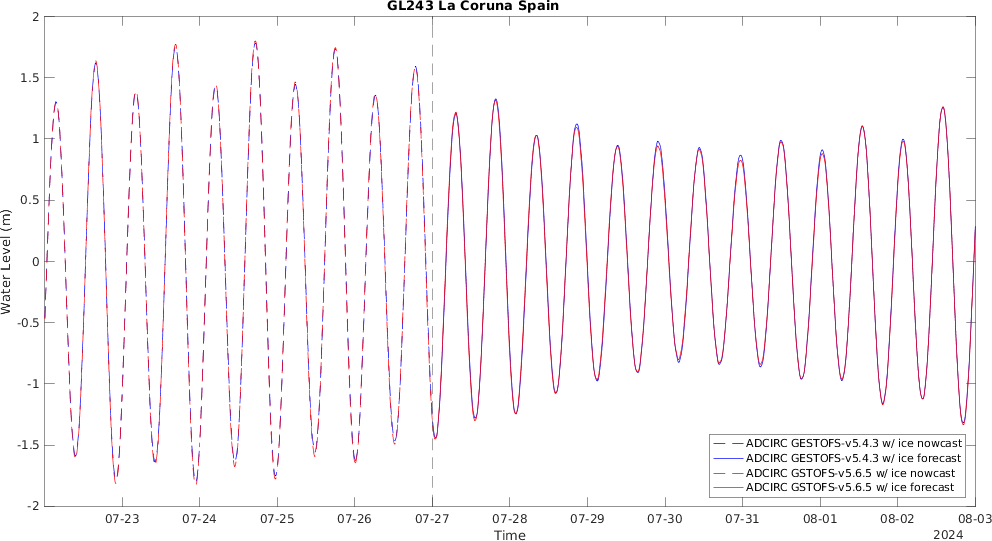 GL243 La Coruna Spain
2
1.5
1
0.5
0
-0.5
-1
-1.5
-2
Water Level (m)
ADCIRC GESTOFS-v5.4.3 w/ ice nowcast
ADCIRC GESTOFS-v5.4.3 w/ ice forecast
ADCIRC GSTOFS-v5.6.5 w/ ice nowcast
ADCIRC GSTOFS-v5.6.5 w/ ice forecast
07-23 07-24 07-25 07-26 07-27 07-28 07-29 07-30 07-31 08-01 08-02 08-03
Time
2024